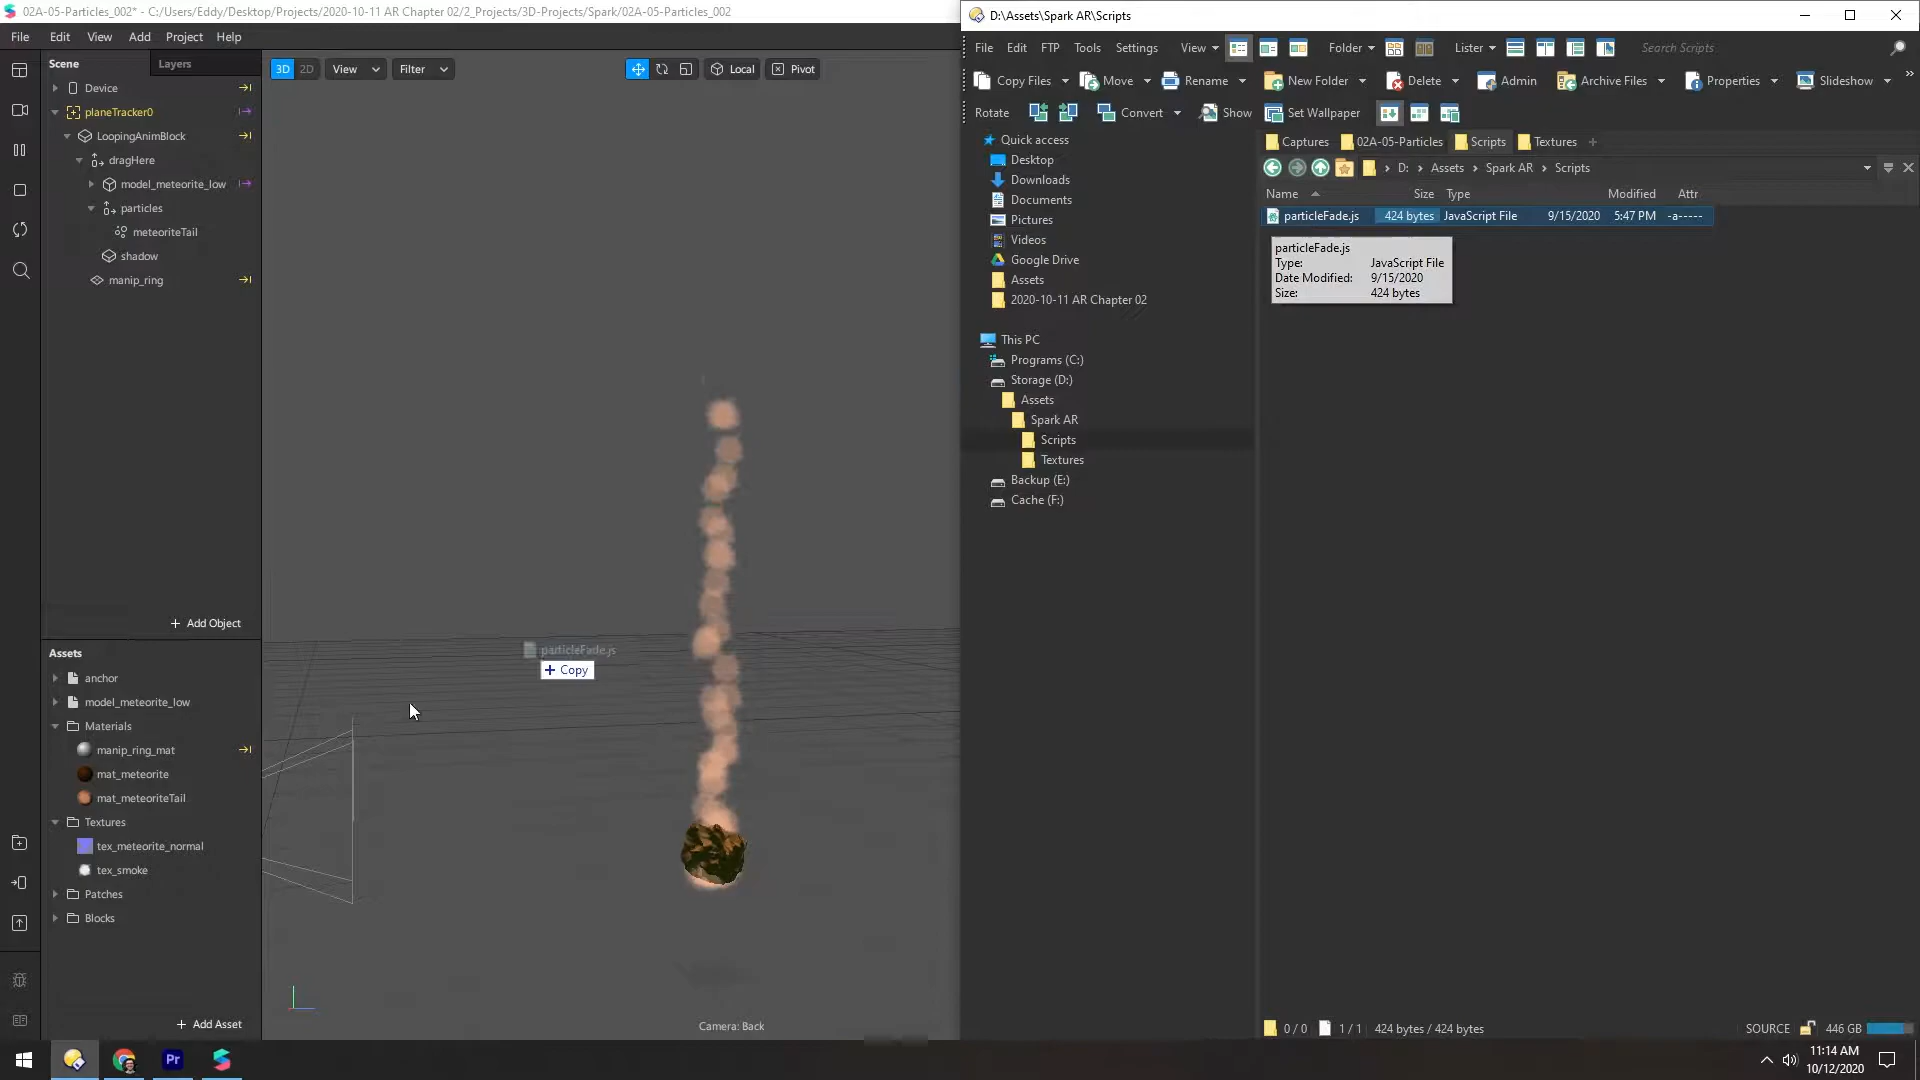 02A-05-Particles_002* - C:/Users/Eddy/Desktop/Projects/2020-10-11 AR Chapter 02/2_Projects/3D-Projects/Spark/02A-05-Particles_002
File Edit View Add Project Help
Scene Layers
Device
planeTracker0
LoopingAnimBlock
dragHere
model_meteorite_low
particles
meteoriteTail
shadow
manip_ring
+ Add Object
Assets
anchor
model_meteorite_low
Materials
manip_ring_mat
mat_meteorite
mat_meteoriteTail
Textures
tex_meteorite_normal
tex_smoke
Patches
Blocks
+ Add Asset
3D 2D View Filter Local Pivot
particleFade.js
+ Copy
Camera: Back
D:\Assets\Spark AR\Scripts
File Edit FTP Tools Settings View Folder Lister Search Scripts
Copy Files Move Rename New Folder Delete Admin Archive Files Properties Slideshow »
Rotate Convert Show Set Wallpaper
Quick access
Desktop
Downloads
Documents
Pictures
Videos
Google Drive
Assets
2020-10-11 AR Chapter 02
This PC
Programs (C:)
Storage (D:)
Assets
Spark AR
Scripts
Textures
Backup (E:)
Cache (F:)
Captures 02A-05-Particles Scripts Textures +
D: Assets Spark AR Scripts
Name Size Type Modified Attr
particleFade.js 424 bytes JavaScript File 9/15/2020 5:47 PM -a-----
particleFade.js
Type: JavaScript File
Date Modified: 9/15/2020
Size: 424 bytes
0 / 0 1 / 1 424 bytes / 424 bytes SOURCE 446 GB
Pr
11:14 AM
10/12/2020